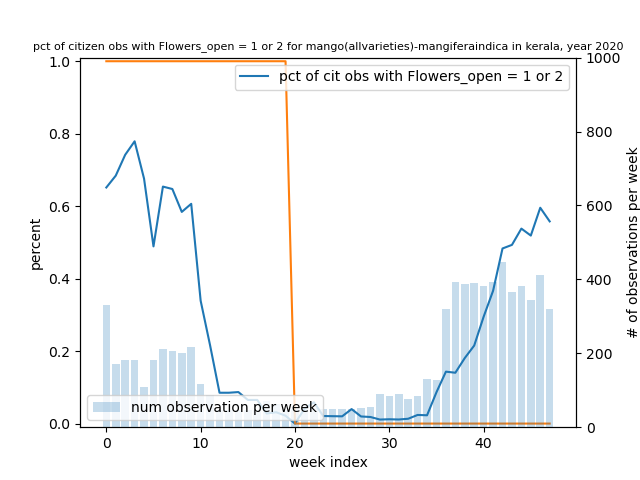 pct of citizen obs with Flowers_open = 1 or 2 for mango(allvarieties)-mangiferaindica in kerala, year 2020
pct of cit obs with Flowers_open = 1 or 2
1.0
0.8
0.6
0.4
0.2
0.0
percent
1000
800
600
400
200
0
# of observations per week
num observation per week
0 10 20 30 40
week index